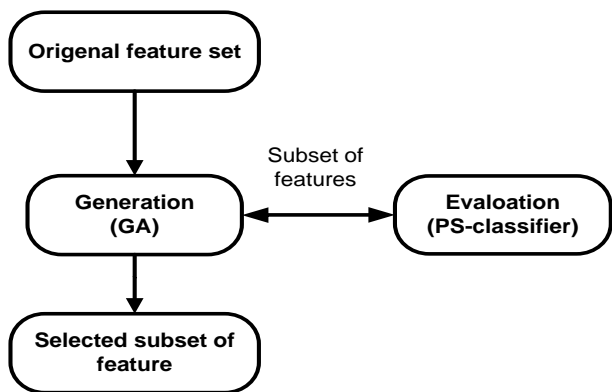 Origenal feature set
Subset of
features
Generation
(GA)
Evaloation
(PS-classifier)
Selected subset of
feature